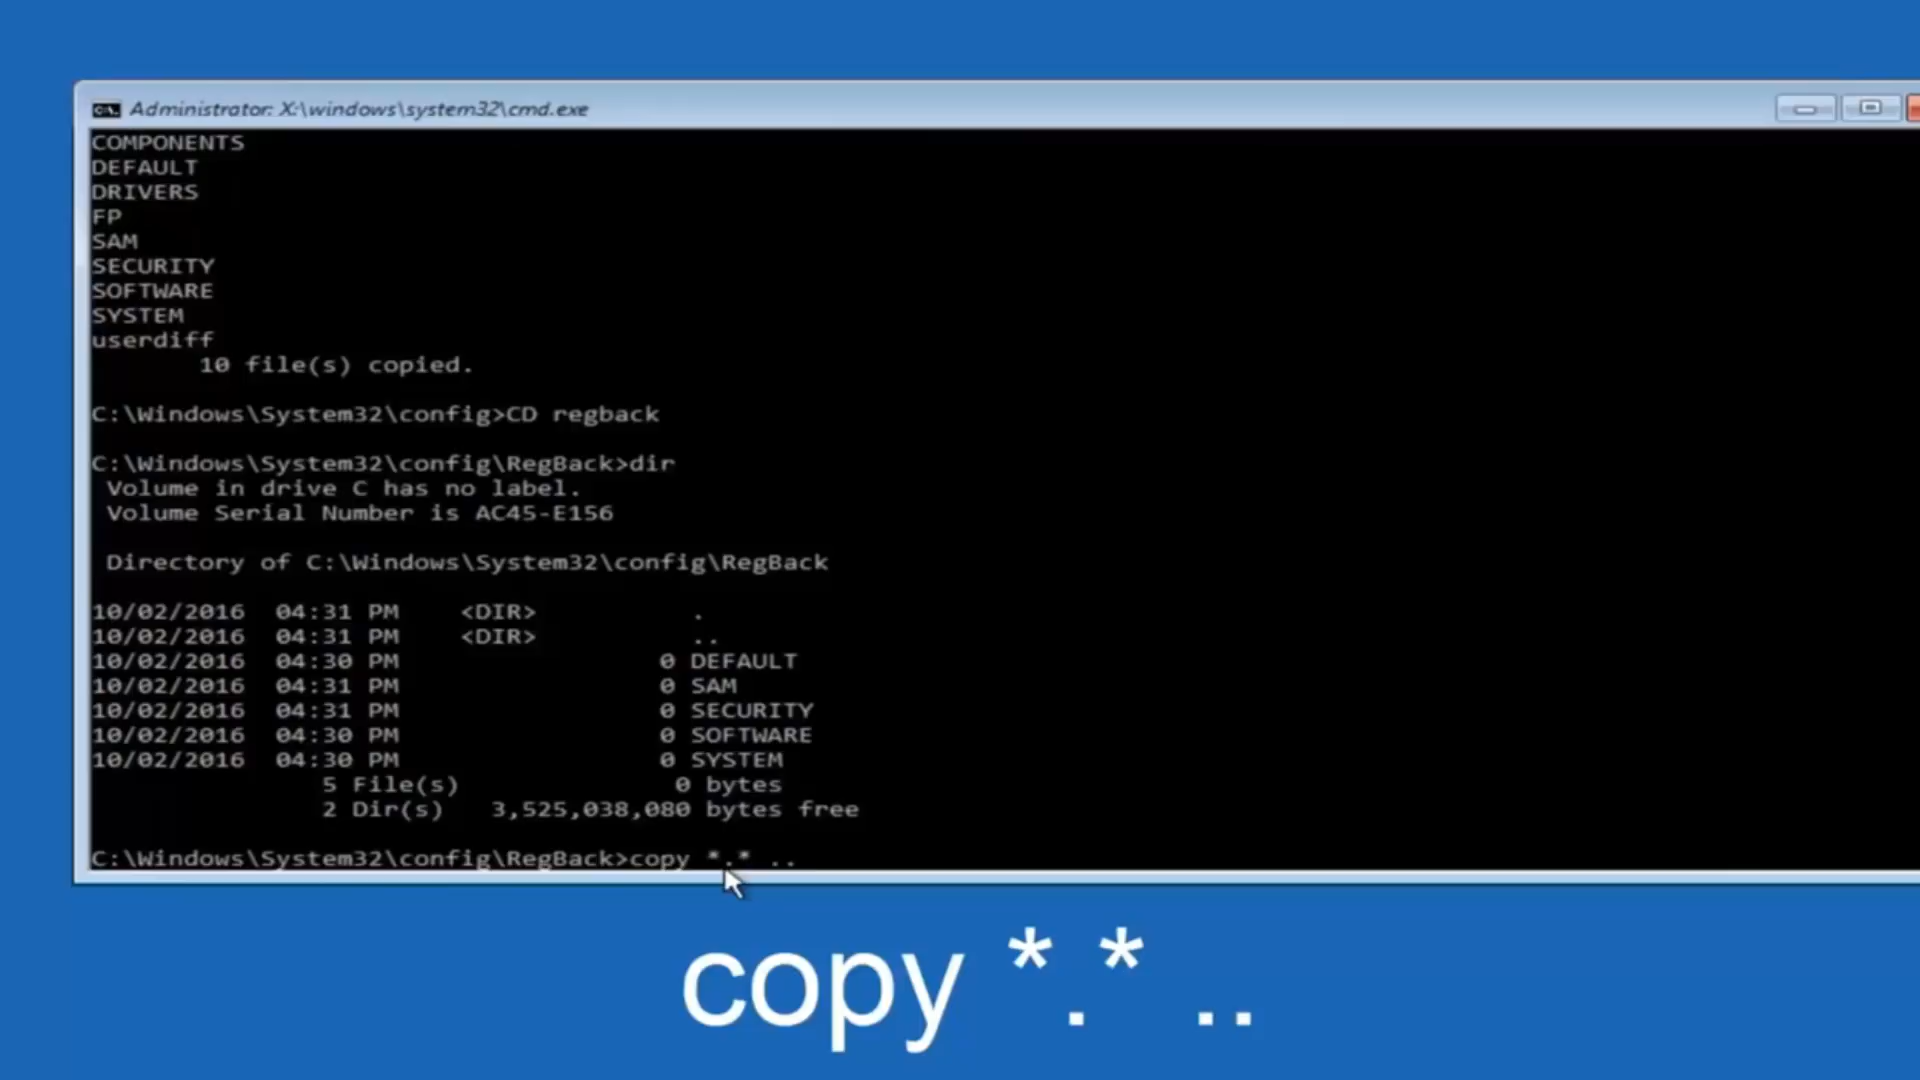 Administrator: X:\windows\system32\cmd.exe
COMPONENTS
DEFAULT
DRIVERS
FP
SAM
SECURITY
SOFTWARE
SYSTEM
userdiff
10 file(s) copied.
C:\Windows\System32\config>CD regback
C:\Windows\System32\config\RegBack>dir
Volume in drive C has no label.
Volume Serial Number is AC45-E156
Directory of C:\Windows\System32\config\RegBack
10/02/2016 04:31 PM <DIR> .
10/02/2016 04:31 PM <DIR> ..
10/02/2016 04:30 PM 0 DEFAULT
10/02/2016 04:31 PM 0 SAM
10/02/2016 04:31 PM 0 SECURITY
10/02/2016 04:30 PM 0 SOFTWARE
10/02/2016 04:30 PM 0 SYSTEM
5 File(s) 0 bytes
2 Dir(s) 3,525,038,080 bytes free
C:\Windows\System32\config\RegBack>copy *.* ..
copy *.* ..